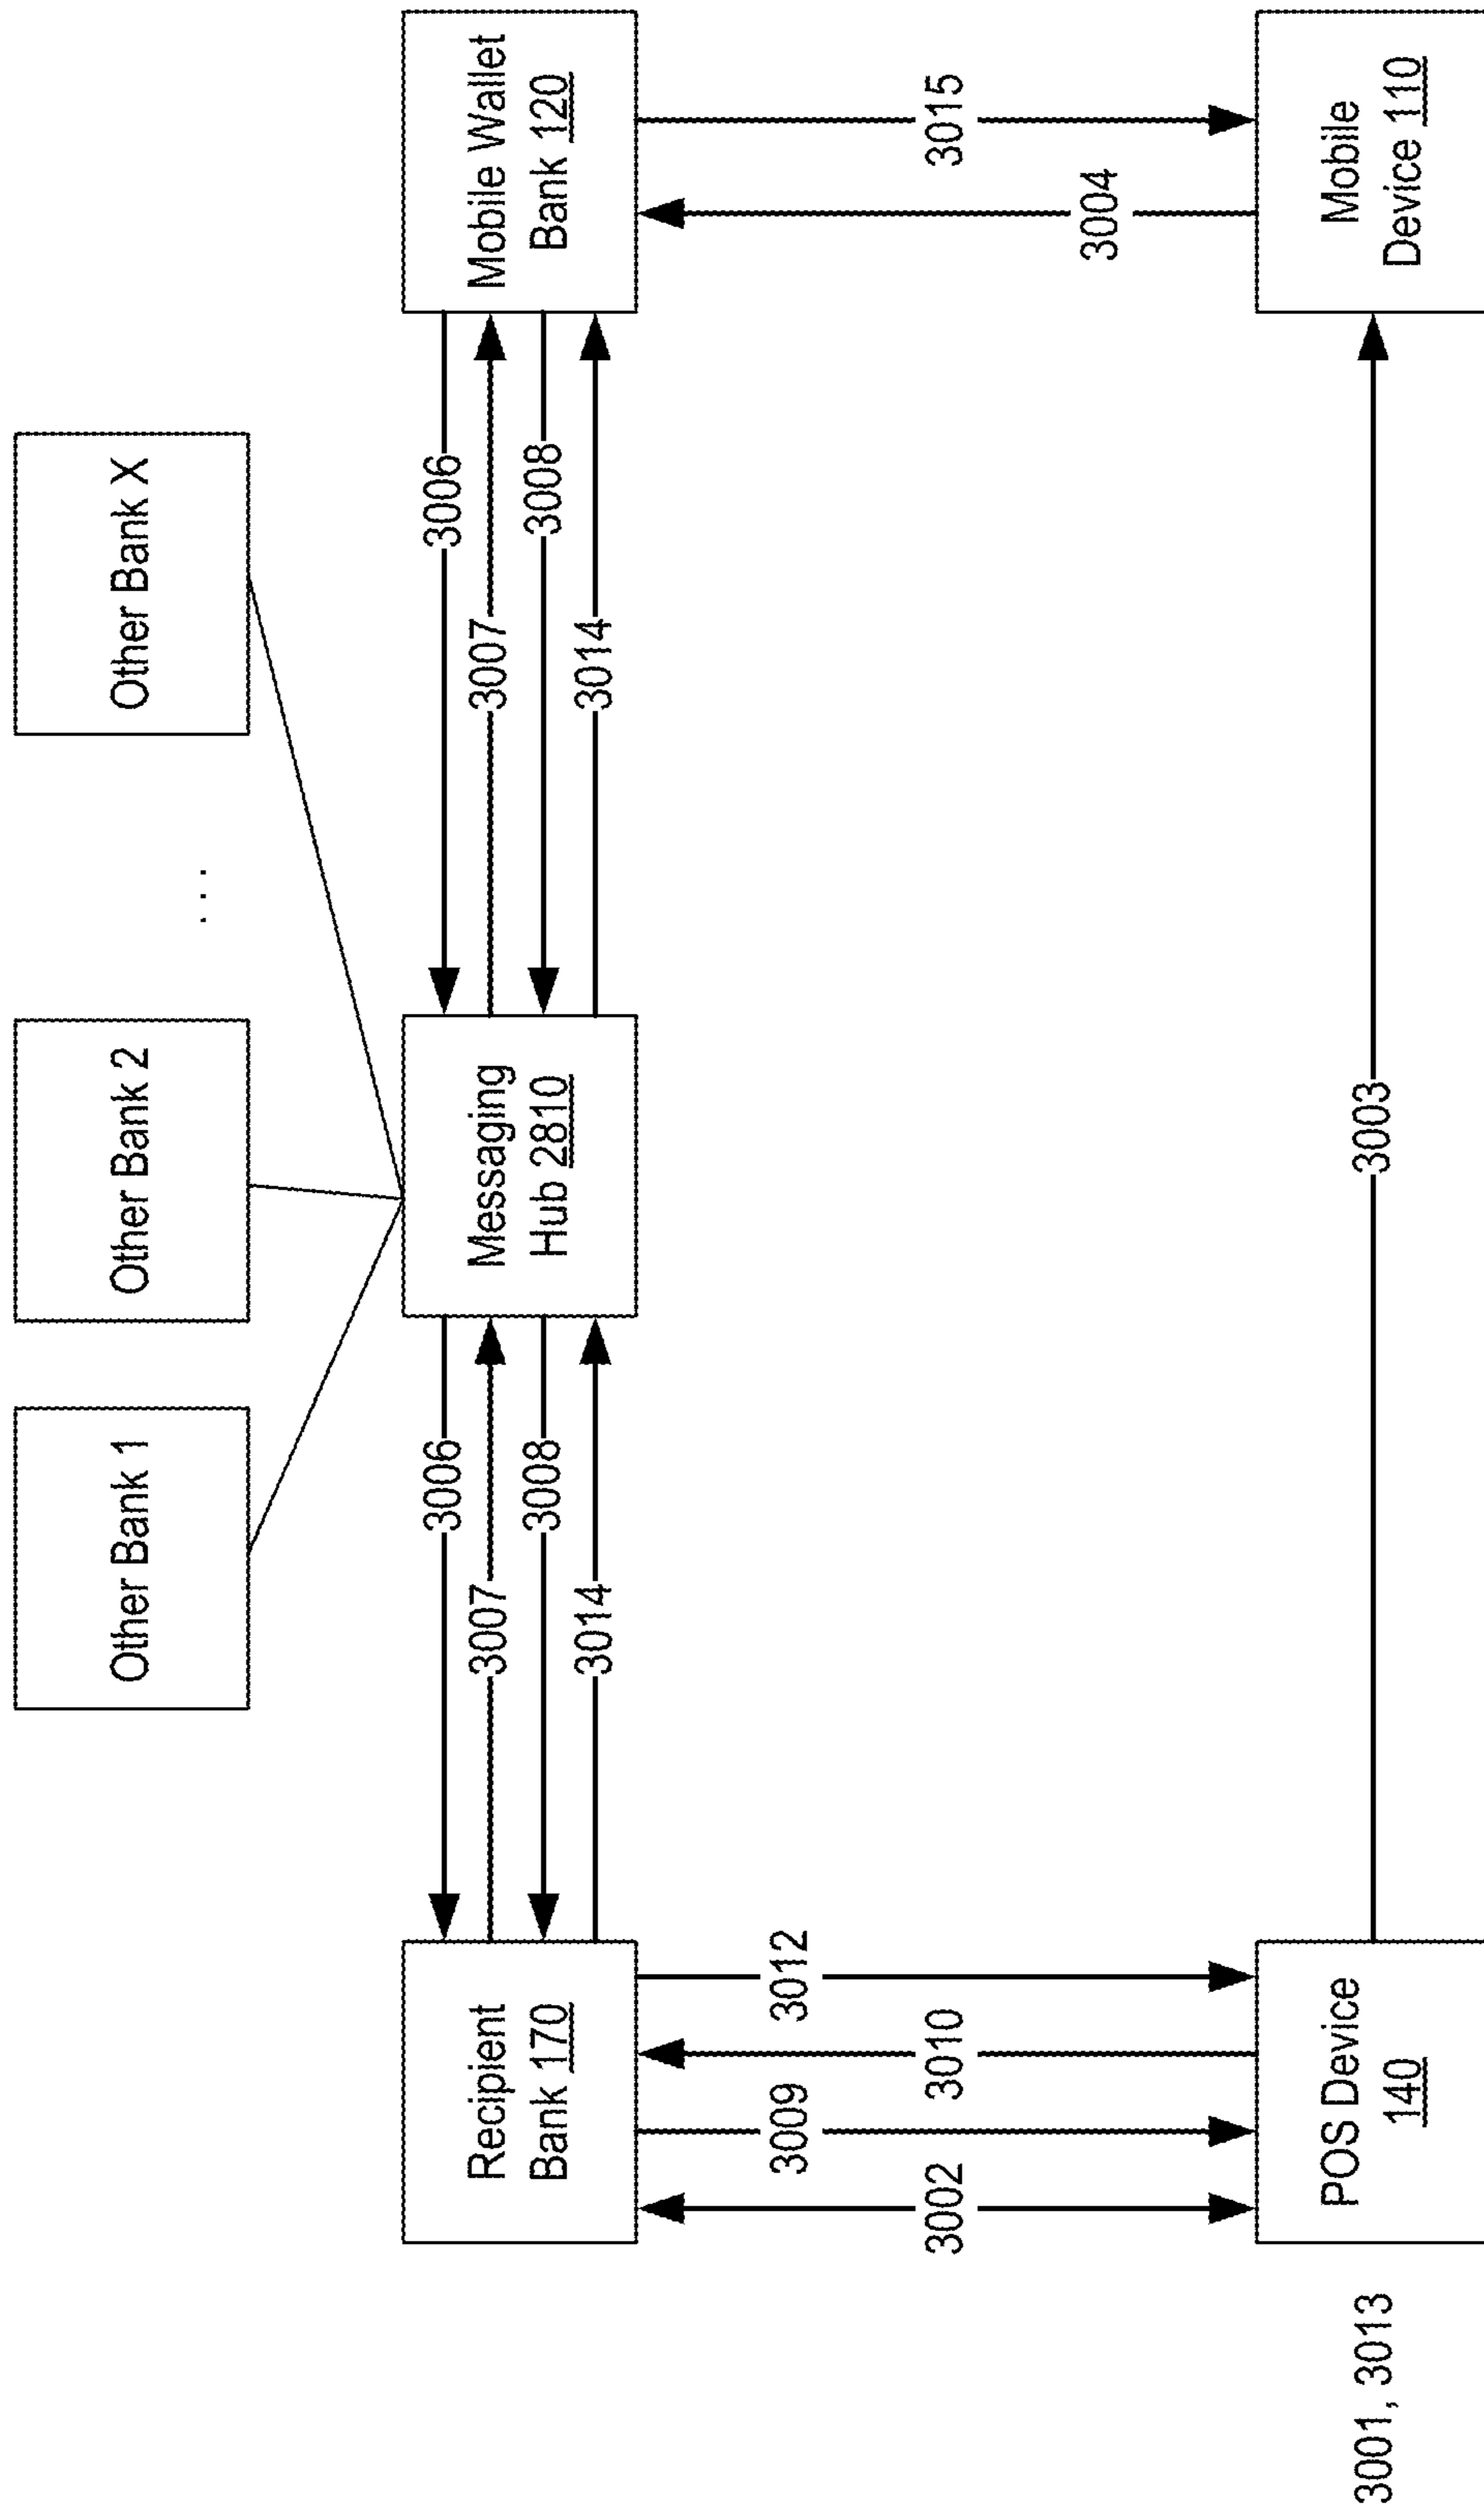 Other Bank 1
Other Bank 2
. . .
Other Bank X
Recipient
Bank 170
3006
3007
3008
3014
Messaging
Hub 2810
3006
3007
3008
3014
Mobile Wallet
Bank 120
3002
3009
3010
3012
3004
3015
3001, 3013
POS Device
140
3003
Mobile
Device 110